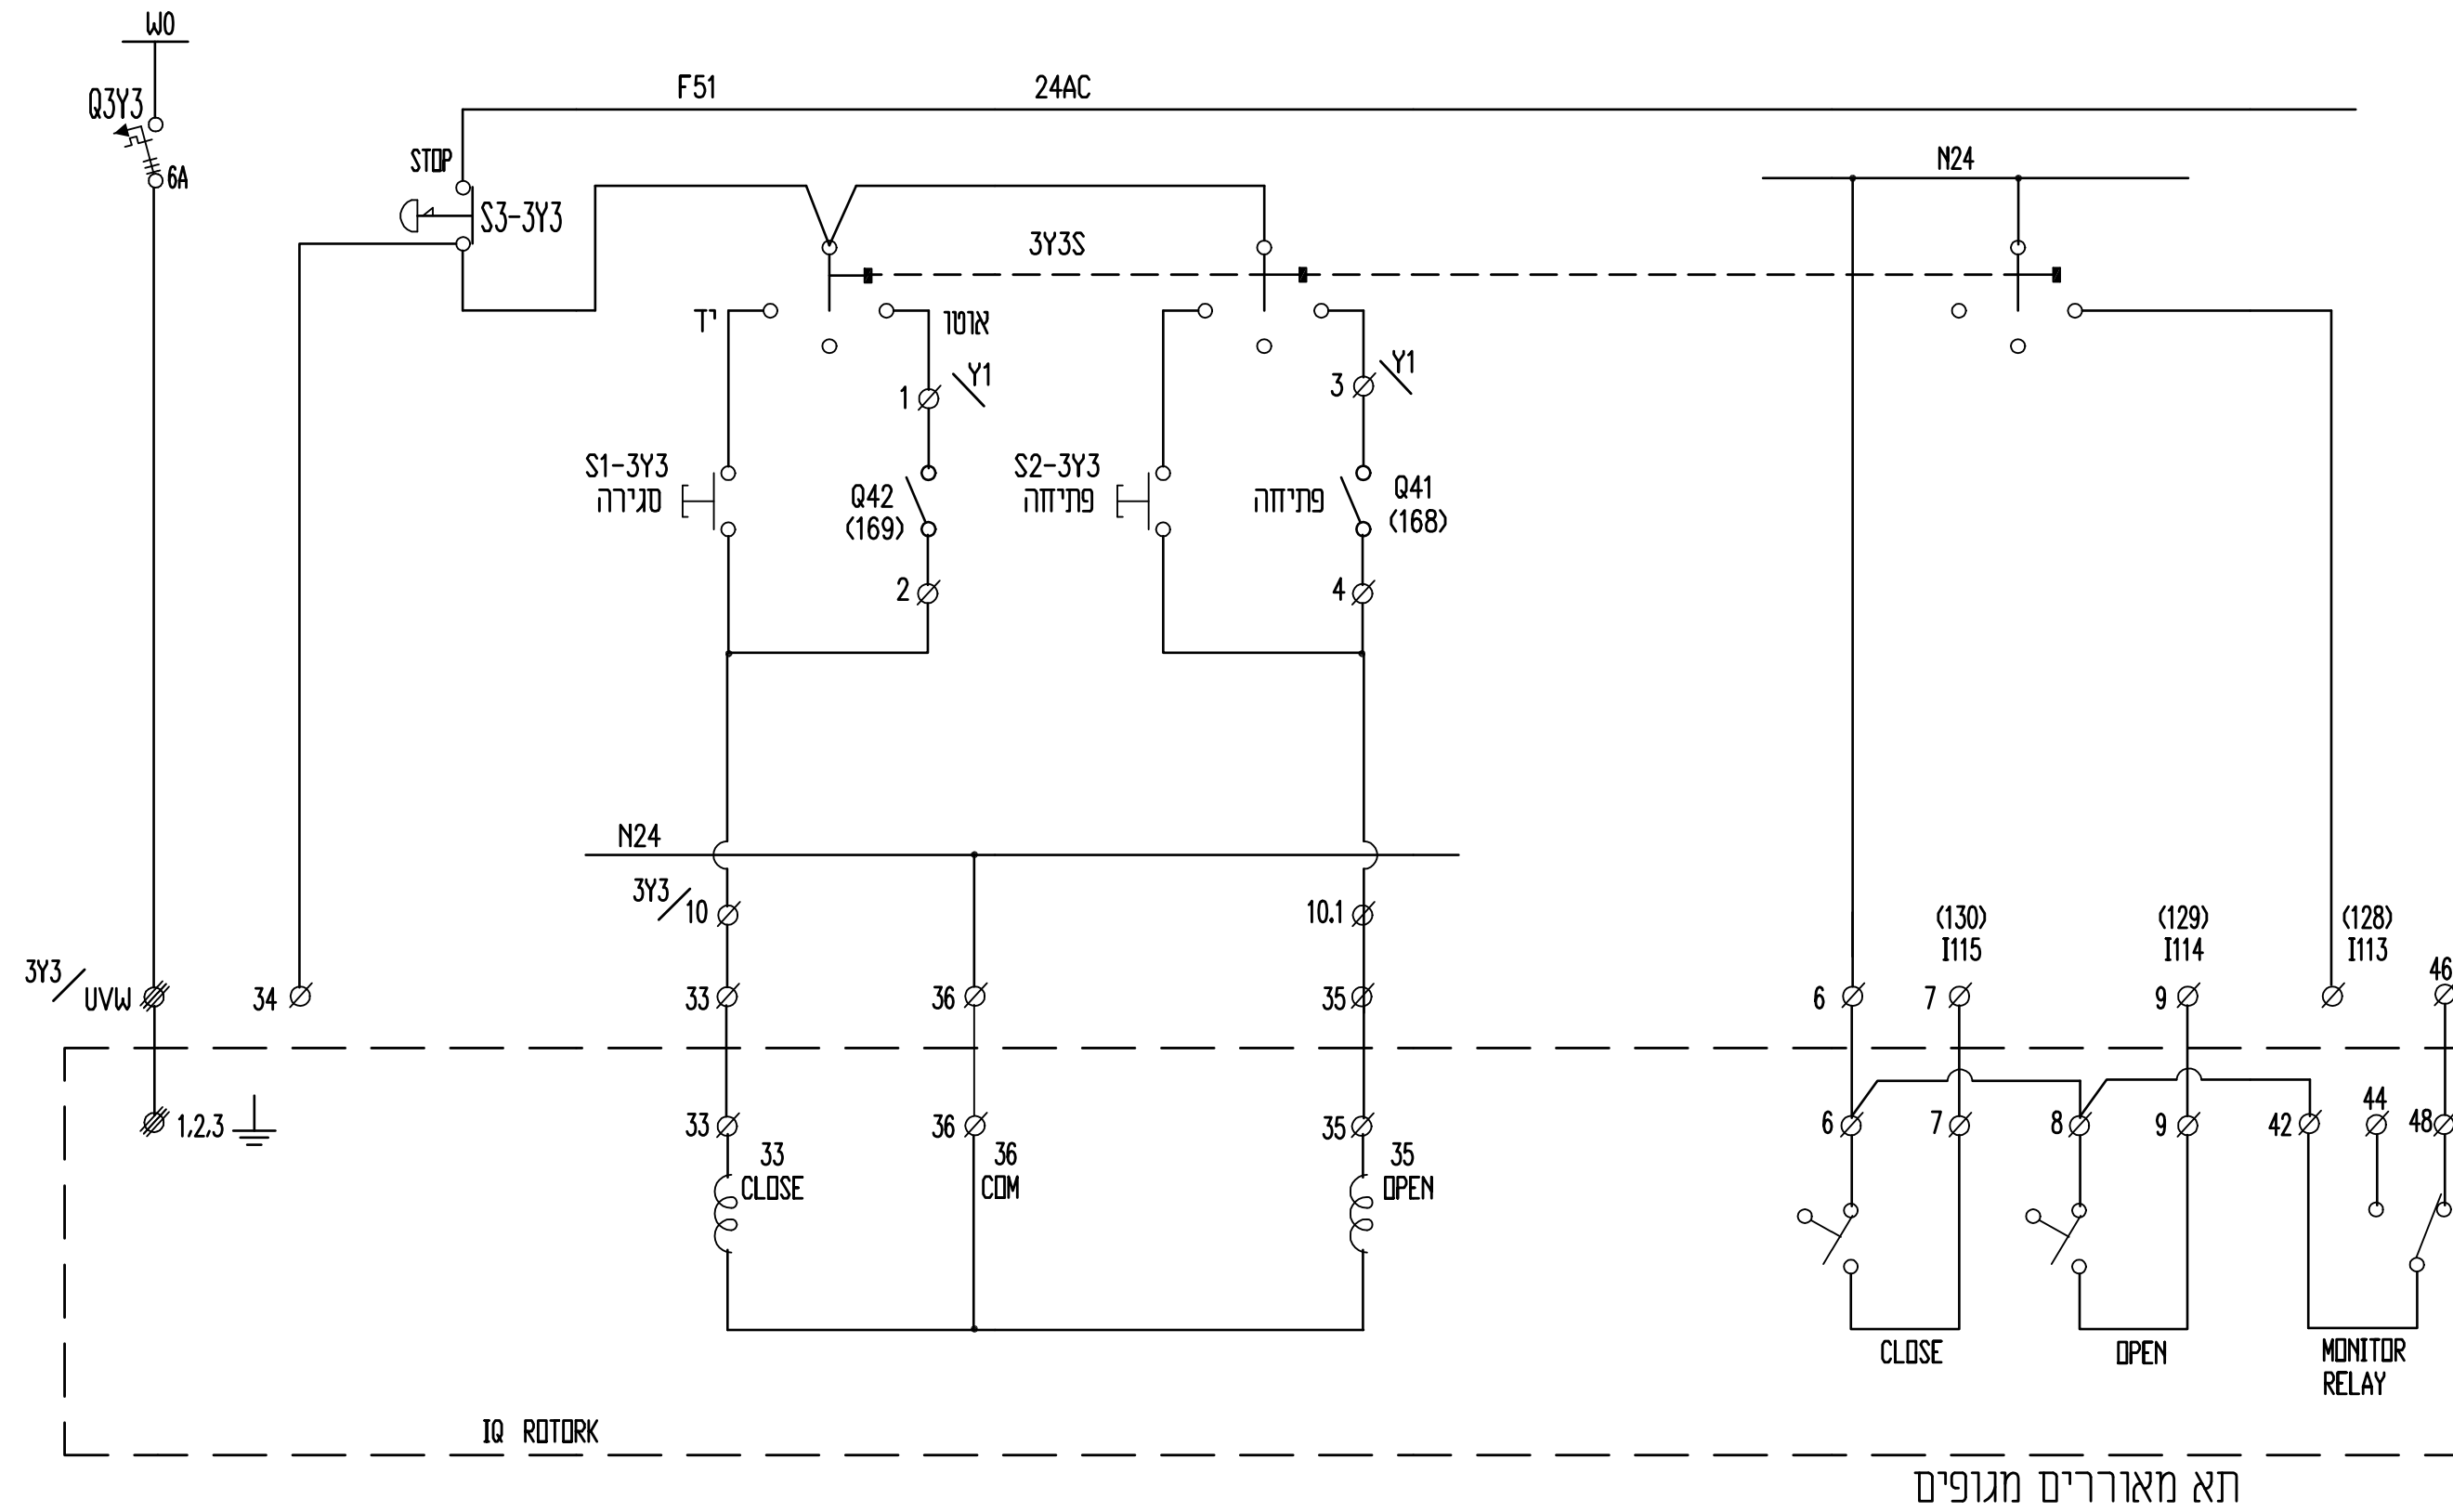 W0
Q3Y3
6A
F51
24AC
STOP
S3-3Y3
3Y3S
N24
יד
אוטו
1
Y1
3
Y1
S1-3Y3
סגירה
Q42
(169)
S2-3Y3
פתיחה
פתיחה
Q41
(168)
2
4
N24
3Y3
10
10.1
(130)
I115
(129)
I114
(128)
I113
3Y3
UVW
34
33
36
35
6
7
9
46
1,2,3
33
36
35
6
7
8
9
42
44
48
33
CLOSE
36
COM
35
OPEN
CLOSE
OPEN
MONITOR
RELAY
IQ ROTORK
תא מאוררים מגופים